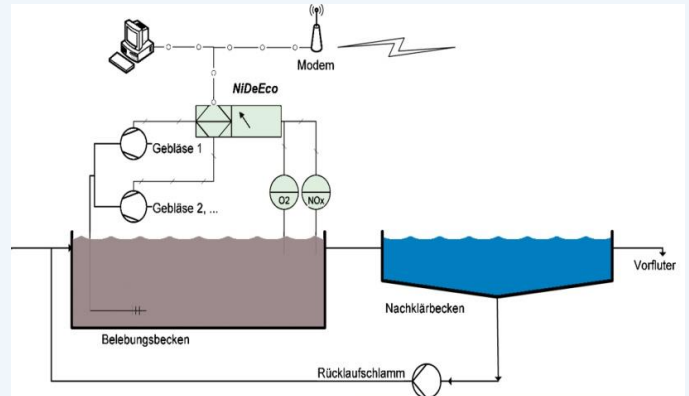 Modem
NiDeEco
Gebläse 1
Gebläse 2, ...
O2
NOx
Vorfluter
Nachklärbecken
Belebungsbecken
Rücklaufschlamm